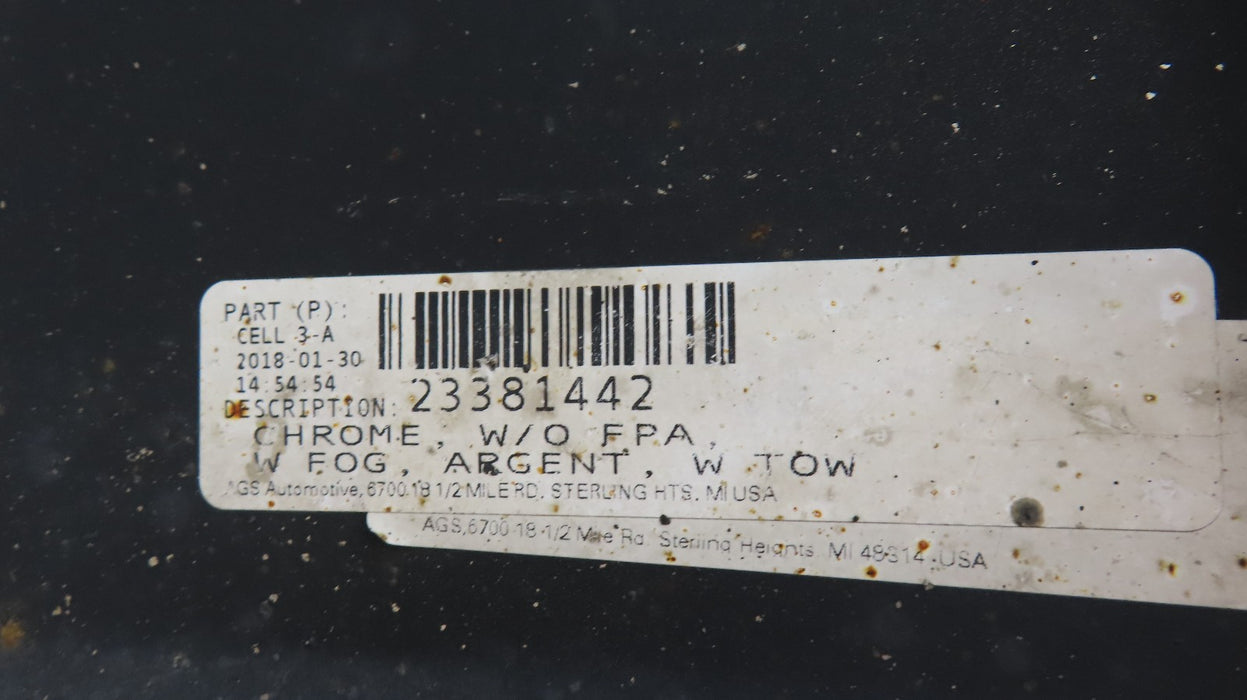 PART (P):
CELL 3-A
2018-01-30
14:54:54
23381442
DESCRIPTION:
CHROME, W/O FPA,
W FOG, ARGENT, W TOW
AGS Automotive, 6700 18 1/2 MILE RD. STERLING HTS. MI USA
AGS, 6700 18 1/2 Mile Rd. Sterling Heights. MI 48314 .USA